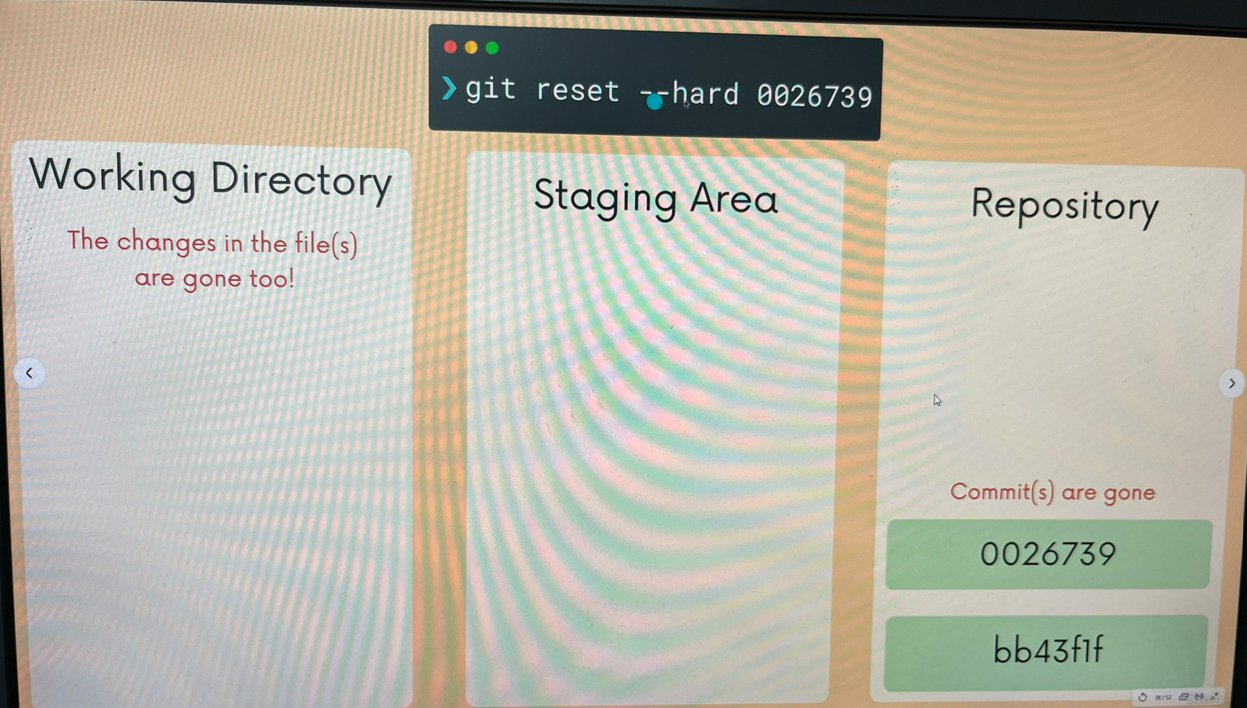 ❯ git reset --hard 0026739
Working Directory
The changes in the file(s)
are gone too!
Staging Area
Repository
Commit(s) are gone
0026739
bb43f1f